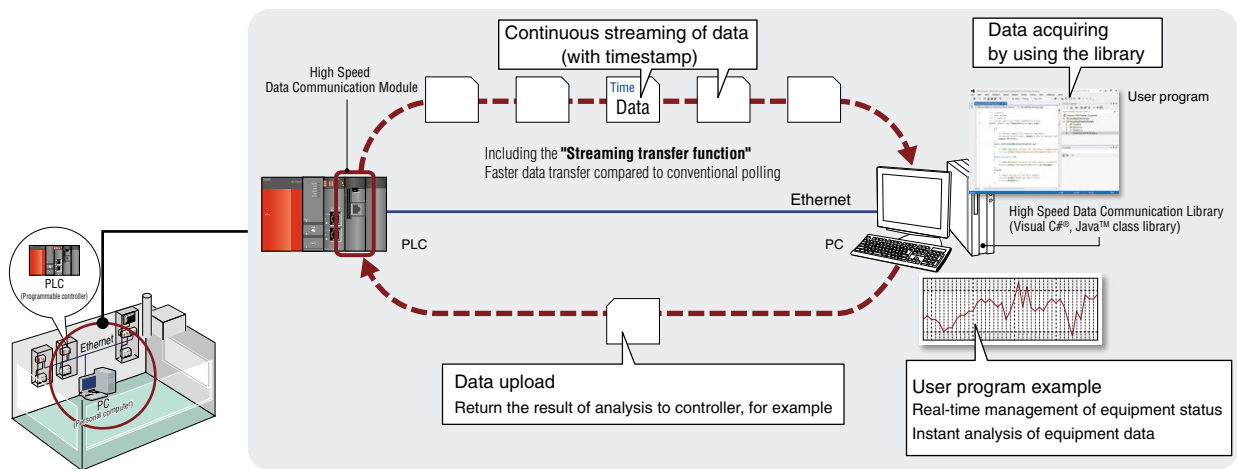 Continuous streaming of data
(with timestamp)
Data acquiring
by using the library
High Speed
Data Communication Module
Time
Data
User program
Including the "Streaming transfer function"
Faster data transfer compared to conventional polling
Ethernet
PLC
PC
High Speed Data Communication Library
(Visual C#®, Java™ class library)
PLC
(Programmable controller)
Ethernet
PC
(Personal computer)
Data upload
Return the result of analysis to controller, for example
User program example
Real-time management of equipment status
Instant analysis of equipment data